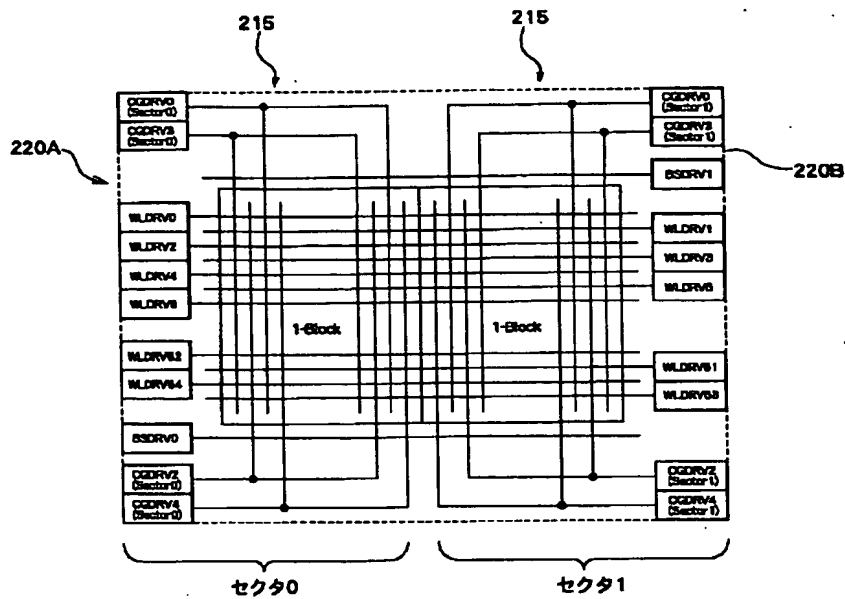 215
215
CGDRV0
(Sector0)
CGDRV0
(Sector1)
CGDRV3
(Sector0)
CGDRV3
(Sector1)
220A
220B
BSDRV1
WLDRV0
WLDRV1
WLDRV2
WLDRV3
WLDRV4
WLDRV5
WLDRV6
1-Block
1-Block
WLDRV62
WLDRV61
WLDRV64
WLDRV63
BSDRV0
CGDRV2
(Sector0)
CGDRV2
(Sector1)
CGDRV4
(Sector0)
CGDRV4
(Sector1)
セクタ0
セクタ1